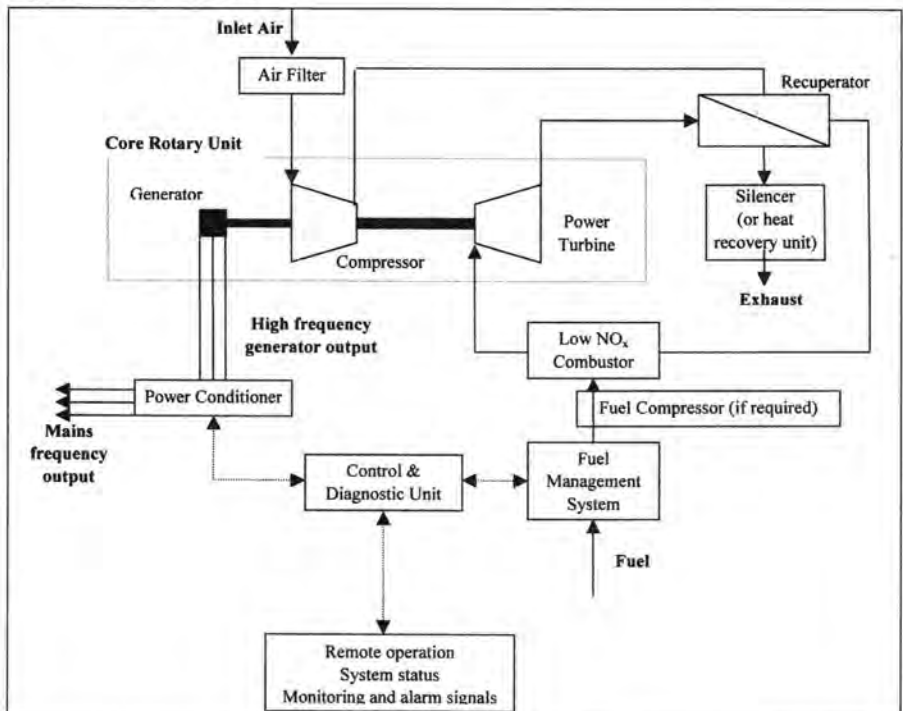 Inlet Air
Air Filter
Recuperator
Core Rotary Unit
Generator
Silencer
(or heat
recovery unit)
Power
Turbine
Compressor
Exhaust
High frequency
generator output
Low NOx
Combustor
Power Conditioner
Fuel Compressor (if required)
Mains
frequency
output
Control &
Diagnostic Unit
Fuel
Management
System
Fuel
Remote operation
System status
Monitoring and alarm signals